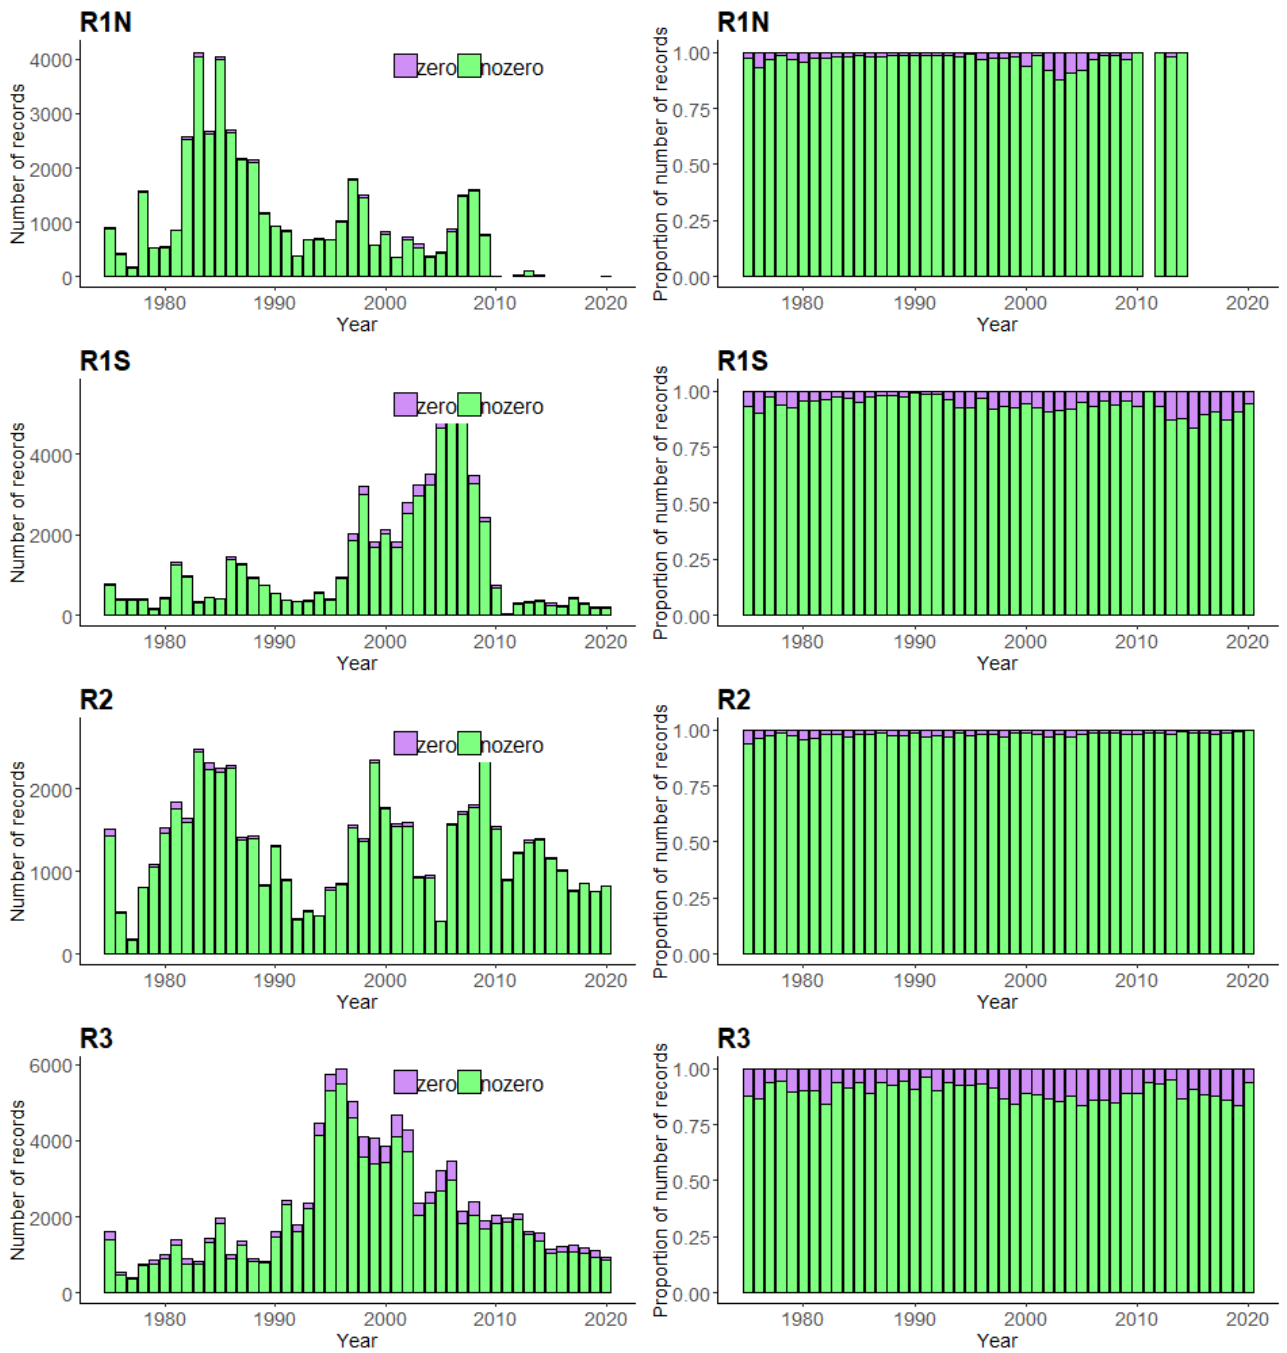 R1N
Number of records
4000
3000
2000
1000
0
zero nozero
1980 1990 2000 2010 2020
Year
R1N
Proportion of number of records
1.00
0.75
0.50
0.25
0.00
1980 1990 2000 2010 2020
Year
R1S
Number of records
4000
2000
0
zero nozero
1980 1990 2000 2010 2020
Year
R1S
Proportion of number of records
1.00
0.75
0.50
0.25
0.00
1980 1990 2000 2010 2020
Year
R2
Number of records
2000
1000
0
zero nozero
1980 1990 2000 2010 2020
Year
R2
Proportion of number of records
1.00
0.75
0.50
0.25
0.00
1980 1990 2000 2010 2020
Year
R3
Number of records
6000
4000
2000
0
zero nozero
1980 1990 2000 2010 2020
Year
R3
Proportion of number of records
1.00
0.75
0.50
0.25
0.00
1980 1990 2000 2010 2020
Year